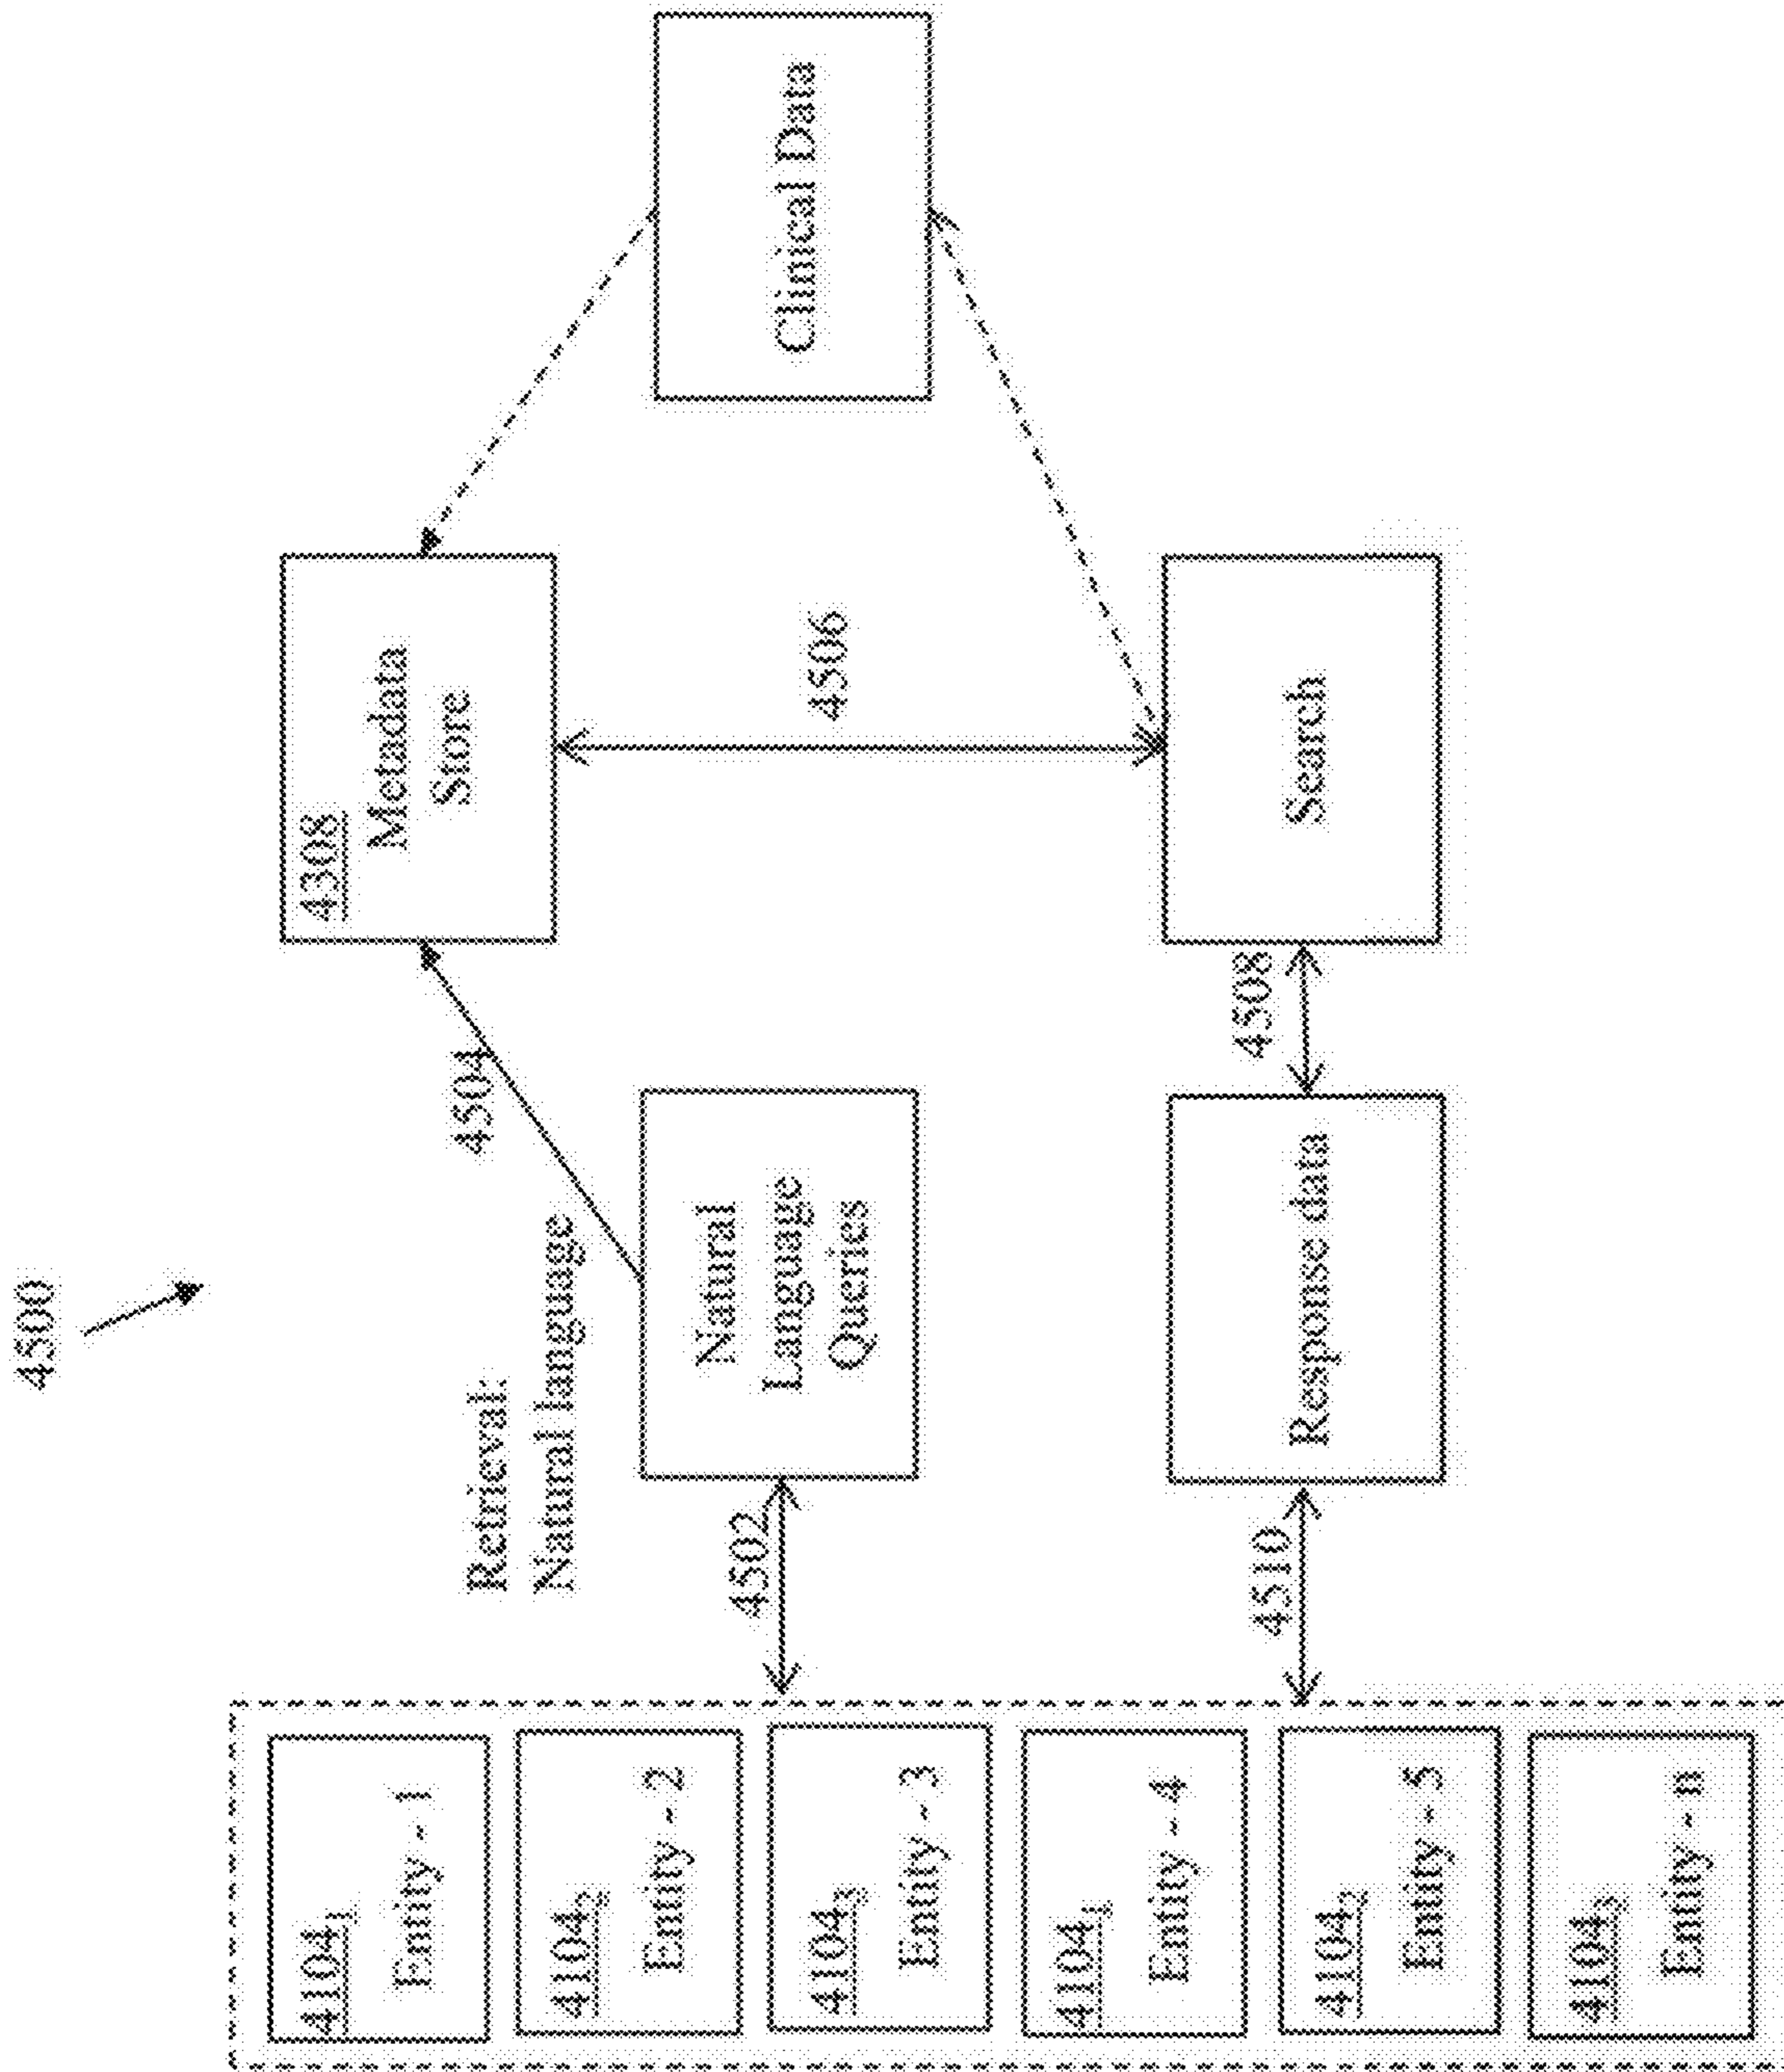 4500
4104₁
Entity - 1
4104₂
Entity - 2
4104₃
Entity - 3
4104₁
Entity - 4
4104₂
Entity - 5
4104₃
Entity - n
Retrieval:
Natural language
4502
Natural
Language
Queries
4504
4308
Metadata
Store
4506
Clinical Data
4510
Response data
4508
Search